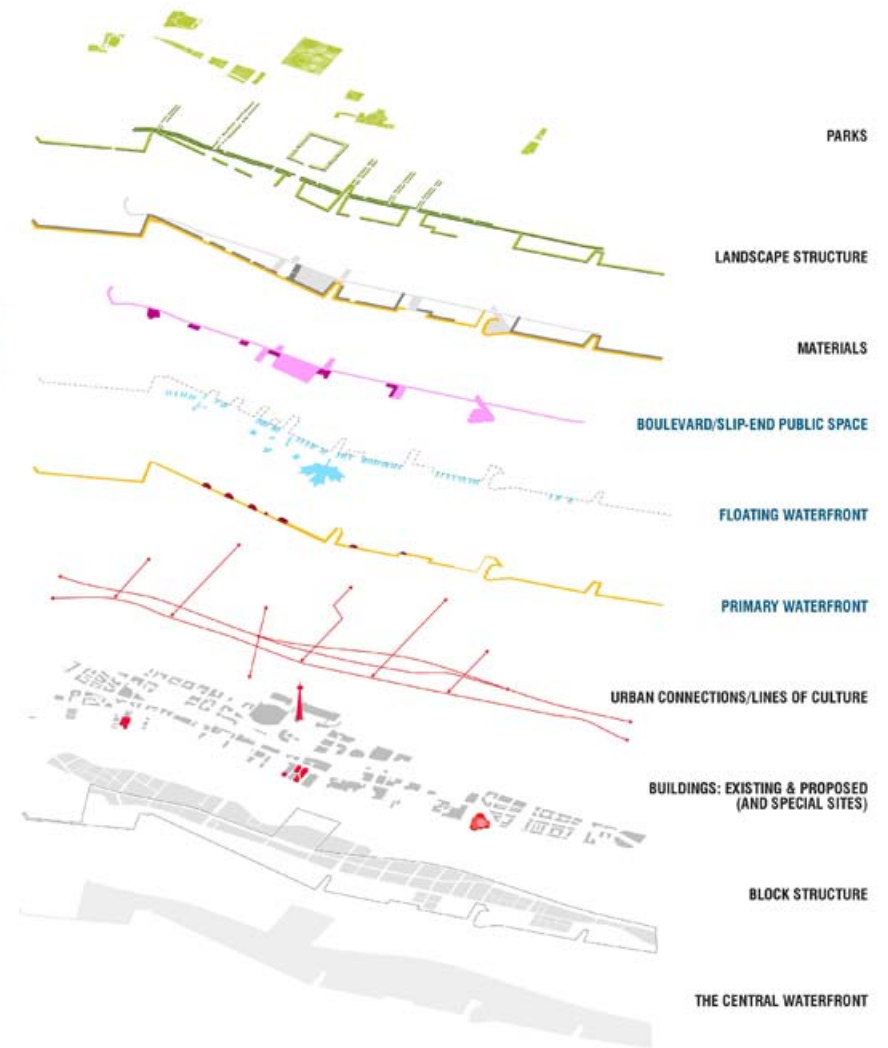 PARKS
LANDSCAPE STRUCTURE
MATERIALS
BOULEVARD/SLIP-END PUBLIC SPACE
FLOATING WATERFRONT
PRIMARY WATERFRONT
URBAN CONNECTIONS/LINES OF CULTURE
BUILDINGS: EXISTING & PROPOSED
(AND SPECIAL SITES)
BLOCK STRUCTURE
THE CENTRAL WATERFRONT